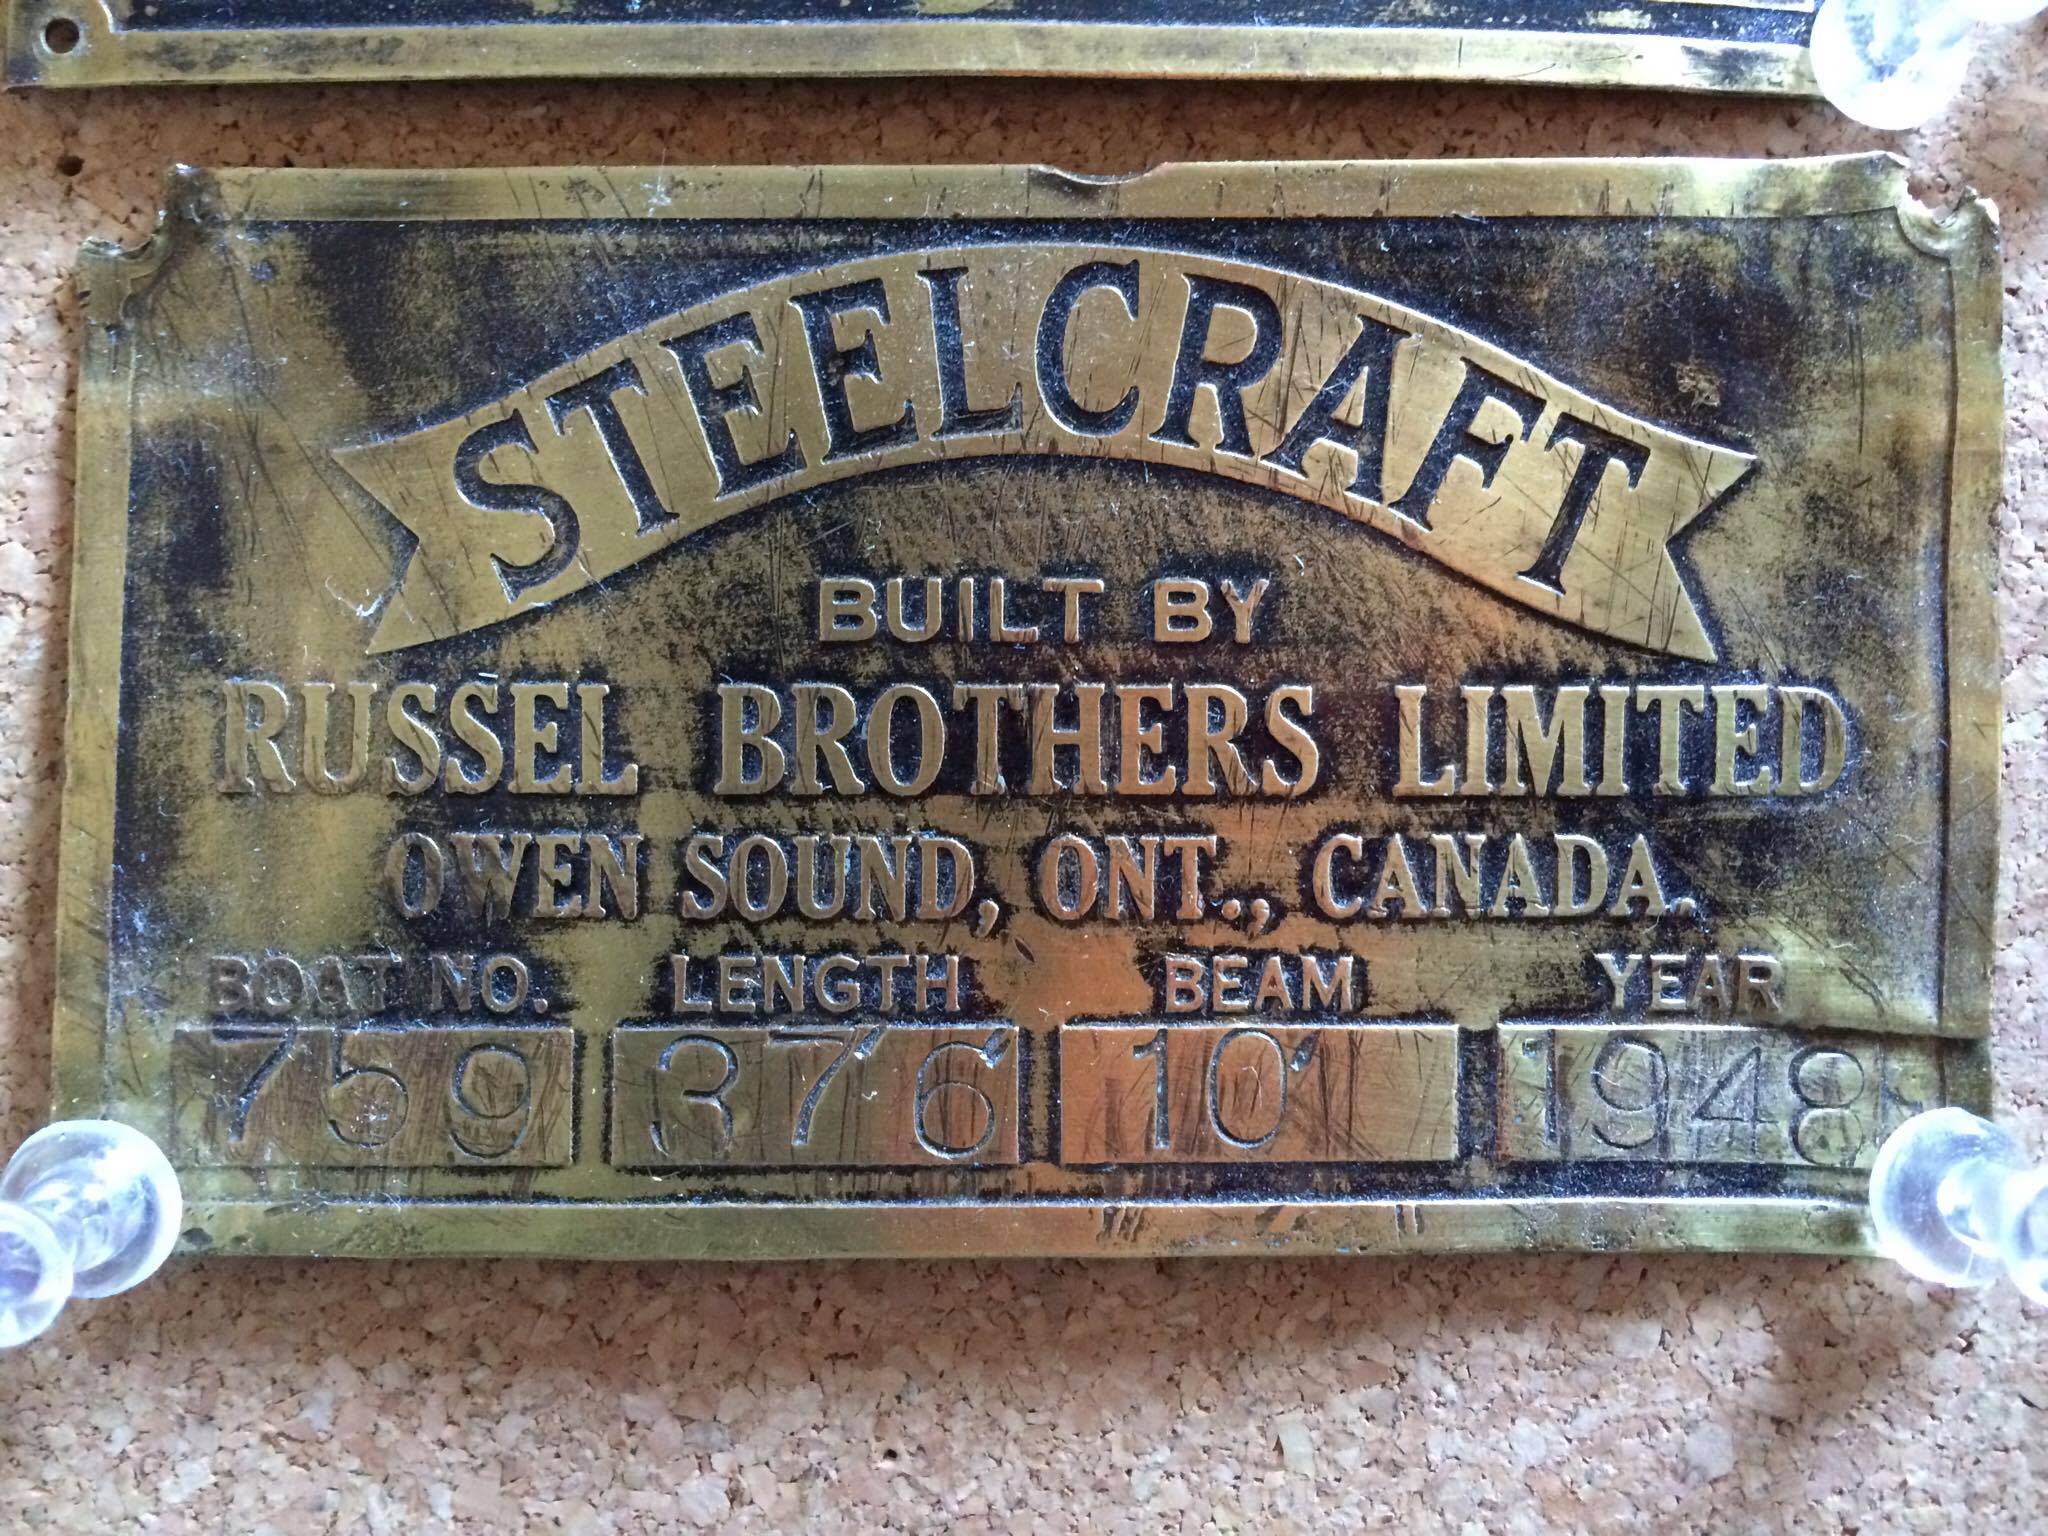 STEELCRAFT
BUILT BY
RUSSEL BROTHERS LIMITED
OWEN SOUND, ONT., CANADA.
BOAT NO. LENGTH BEAM YEAR
759 37'6" 10' 1948